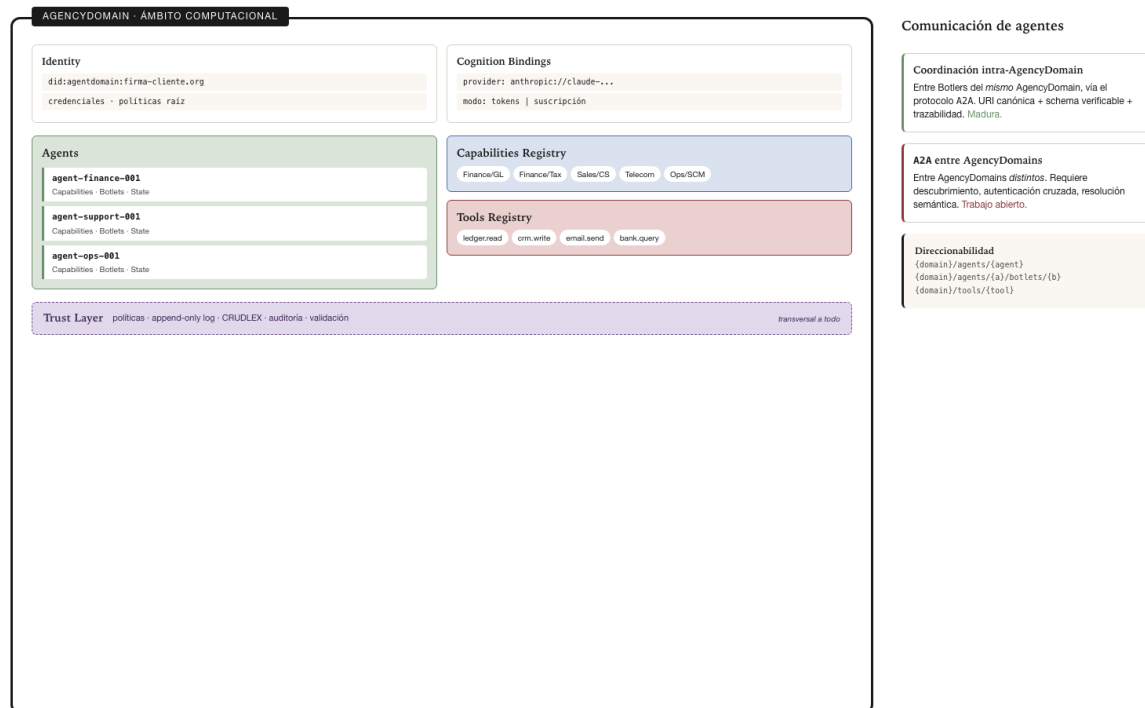 AGENCYDOMAIN · ÁMBITO COMPUTACIONAL
Identity
did:agentdomain:firma-cliente.org
credenciales · políticas raíz
Cognition Bindings
provider: anthropic://claude-...
modo: tokens | suscripción
Agents
agent-finance-001
Capabilities · Botlets · State
agent-support-001
Capabilities · Botlets · State
agent-ops-001
Capabilities · Botlets · State
Capabilities Registry
Finance/GL Finance/Tax Sales/CS Telecom Ops/SCM
Tools Registry
ledger.read crm.write email.send bank.query
Trust Layer políticas · append-only log · CRUDLEX · auditoría · validación transversal a todo
Comunicación de agentes
Coordinación intra-AgencyDomain
Entre Botlers del mismo AgencyDomain, vía el
protocolo A2A. URI canónica + schema verificable +
trazabilidad. Madura.
A2A entre AgencyDomains
Entre AgencyDomains distintos. Requiere
descubrimiento, autenticación cruzada, resolución
semántica. Trabajo abierto.
Direccionabilidad
{domain}/agents/{agent}
{domain}/agents/{a}/botlets/{b}
{domain}/tools/{tool}